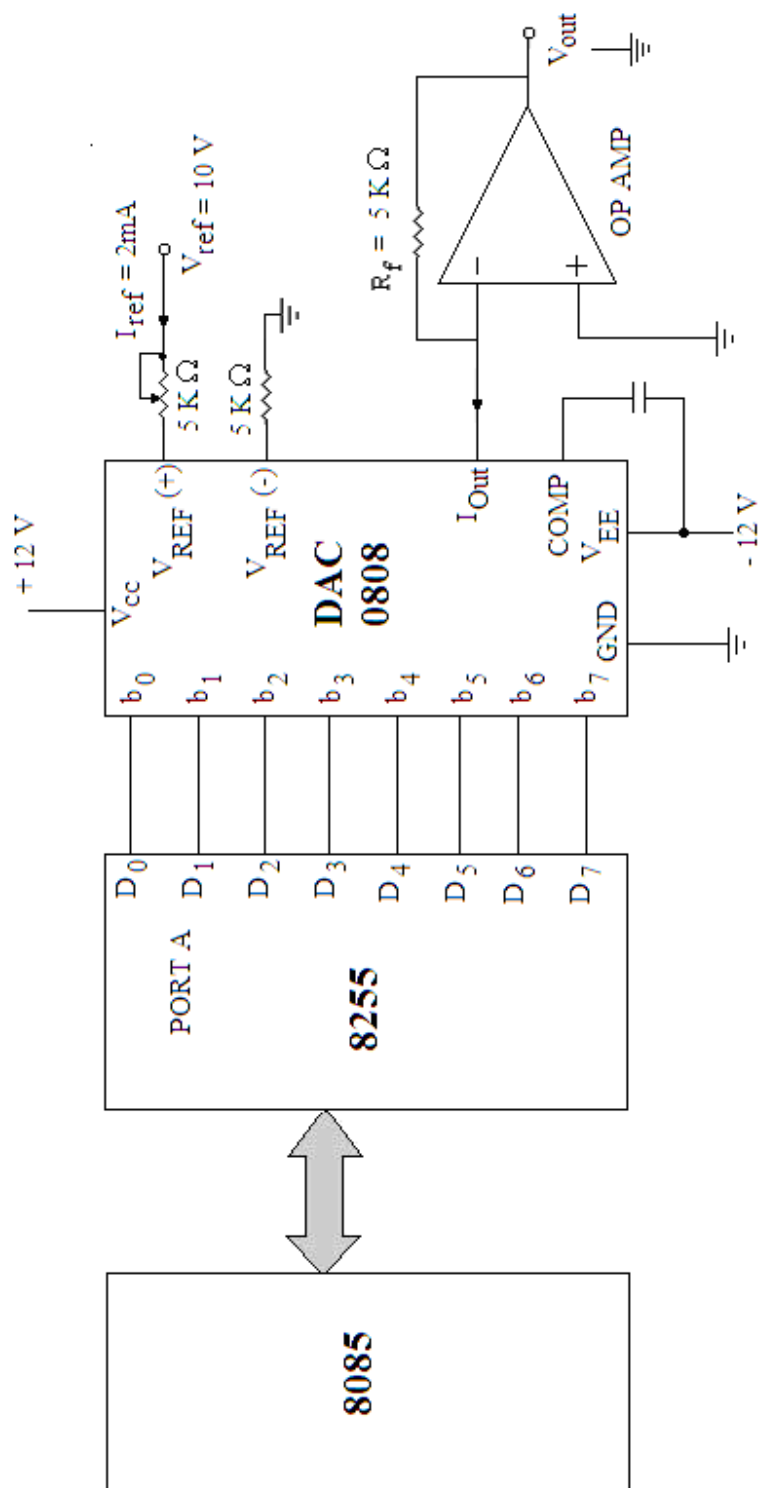 8085
8255
PORT A
D0
D1
D2
D3
D4
D5
D6
D7
b0
b1
b2
b3
b4
b5
b6
b7
DAC
0808
Vcc
+12 V
VREF (+)
VREF (-)
IOut
COMP
VEE
GND
-12 V
5 K Ω
5 K Ω
Iref = 2mA
Vref = 10 V
Rf = 5 K Ω
-
+
OP AMP
Vout